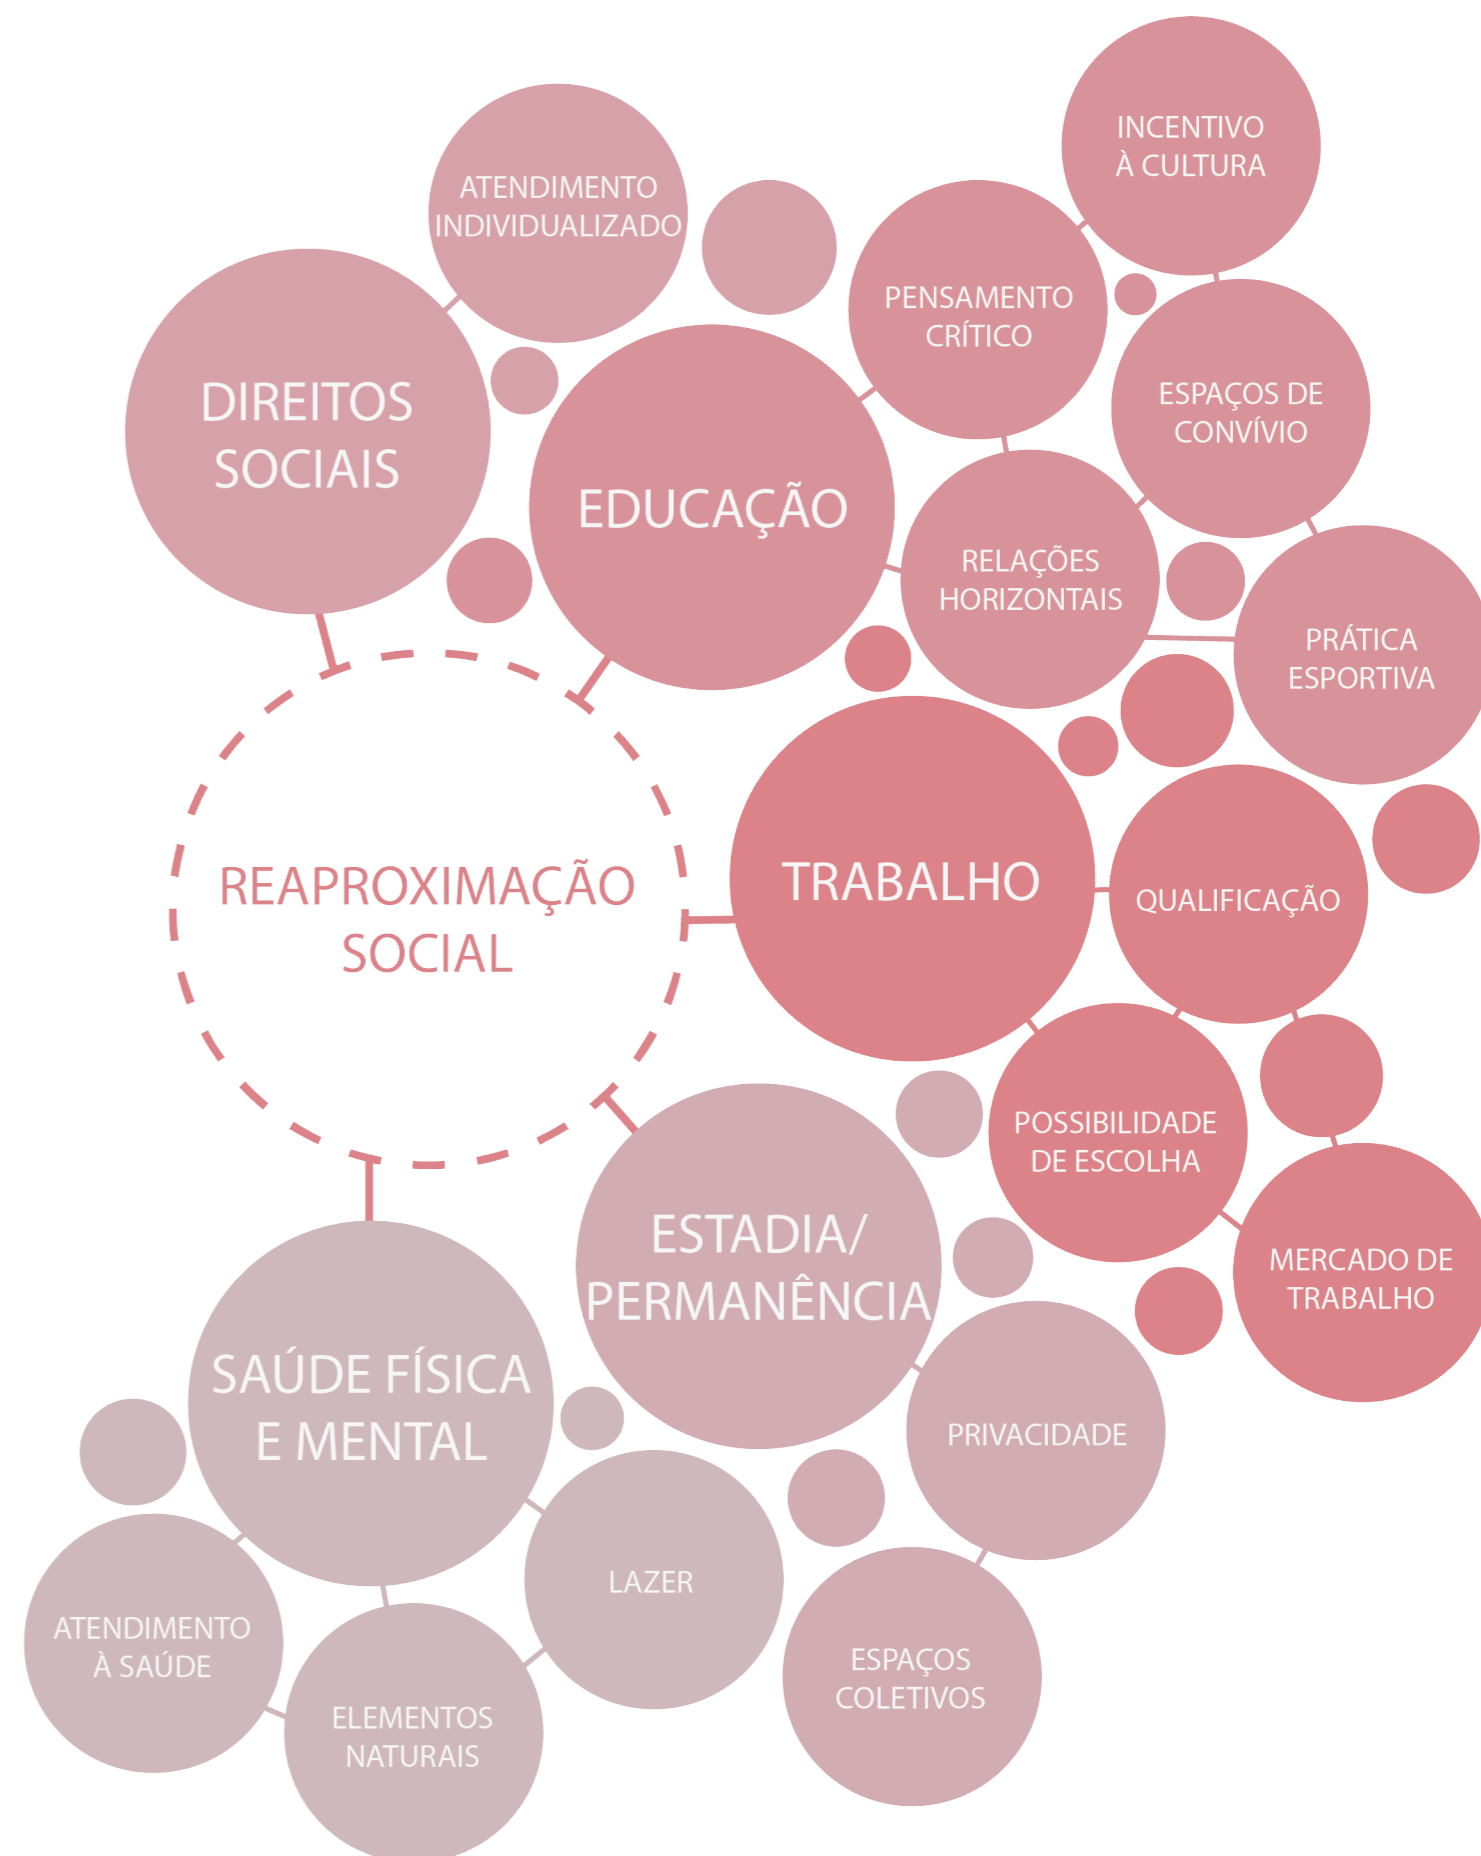 INCENTIVO
À CULTURA
ATENDIMENTO
INDIVIDUALIZADO
PENSAMENTO
CRÍTICO
DIREITOS
SOCIAIS
ESPAÇOS DE
CONVÍVIO
EDUCAÇÃO
RELAÇÕES
HORIZONTAIS
PRÁTICA
ESPORTIVA
REAPROXIMAÇÃO
SOCIAL
TRABALHO
QUALIFICAÇÃO
POSSIBILIDADE
DE ESCOLHA
ESTADIA/
PERMANÊNCIA
MERCADO DE
TRABALHO
SAÚDE FÍSICA
E MENTAL
PRIVACIDADE
LAZER
ATENDIMENTO
À SAÚDE
ESPAÇOS
COLETIVOS
ELEMENTOS
NATURAIS